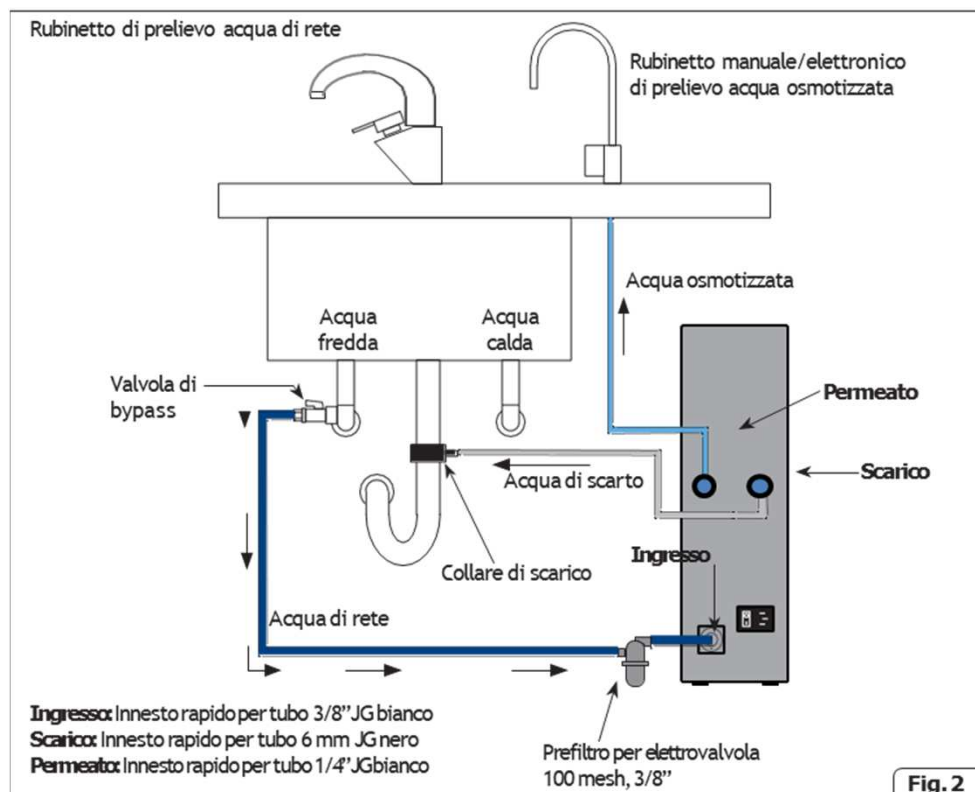 Rubinetto di prelievo acqua di rete
Rubinetto manuale/elettronico
di prelievo acqua osmotizzata
Acqua osmotizzata
Acqua
fredda
Acqua
calda
Valvola di
bypass
Permeato
Scarico
Acqua di scarto
Ingresso
Collare di scarico
Acqua di rete
Ingresso: Innesto rapido per tubo 3/8” JG bianco
Scarico: Innesto rapido per tubo 6 mm JG nero
Permeato: Innesto rapido per tubo 1/4” JG bianco
Prefiltro per elettrovalvola
100 mesh, 3/8”
Fig. 2